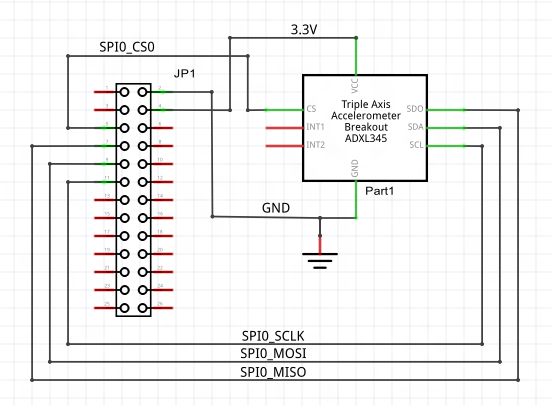 3.3V
SPI0_CS0
JP1
VCC
CS
INT1
INT2
Triple Axis
Accelerometer
Breakout
ADXL345
SDO
SDA
SCL
GND
Part1
GND
2
4
6
8
10
12
14
16
18
20
22
24
26
1
3
5
7
9
11
13
15
17
19
21
23
25
SPI0_SCLK
SPI0_MOSI
SPI0_MISO